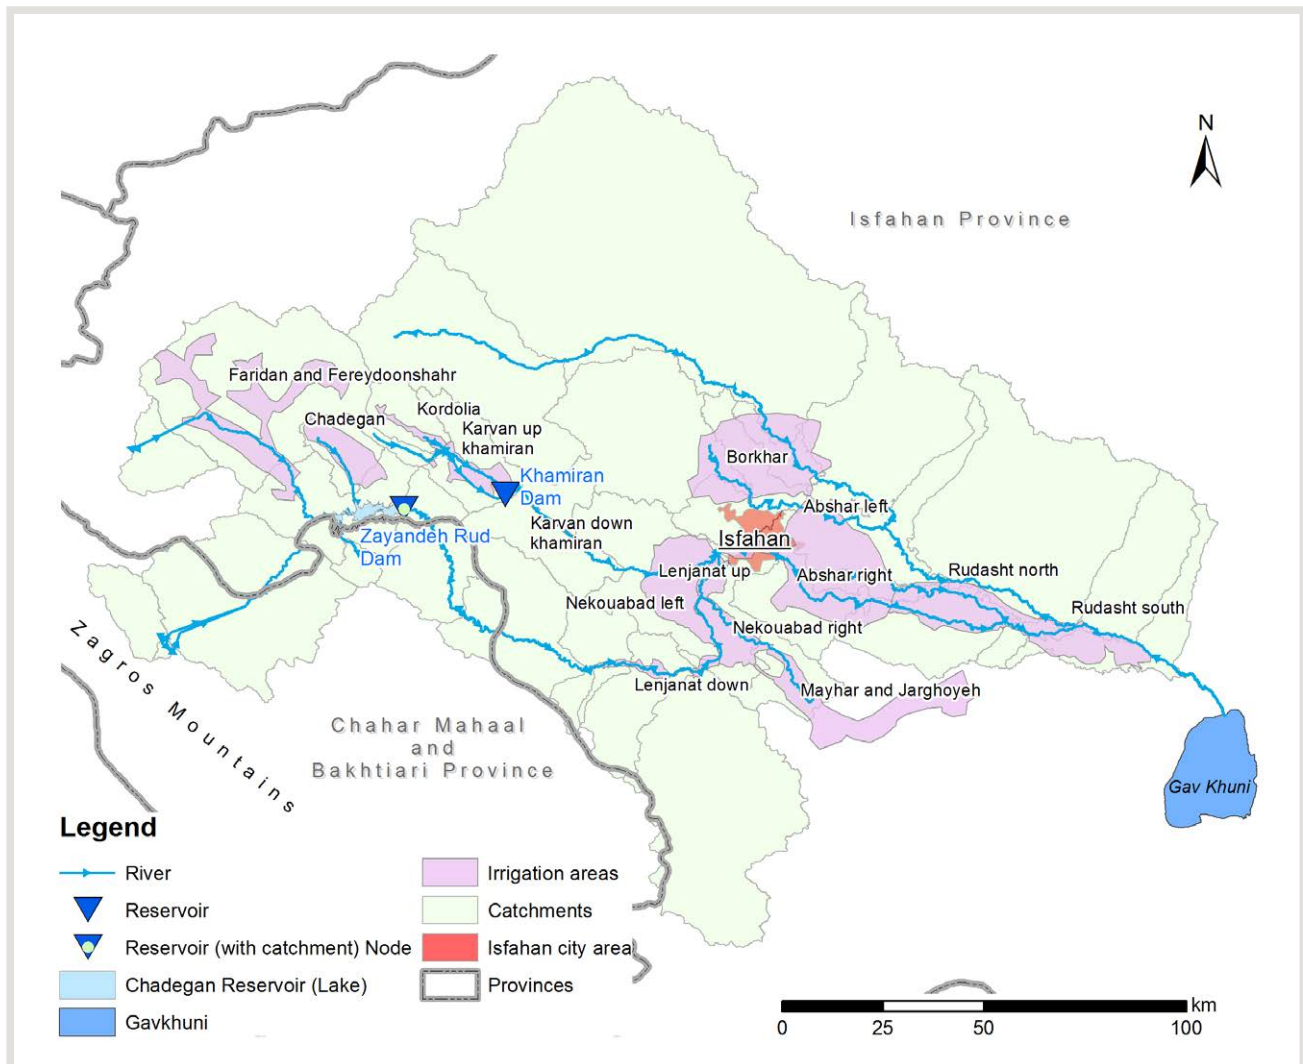 N
Isfahan Province
Faridan and Fereydoonshahr
Chadegan
Kordolia
Karvan up
khamiran
Khamiran
Dam
Borkhar
Abshar left
Zayandeh Rud
Dam
Karvan down
khamiran
Isfahan
Lenjanat up
Abshar right
Rudasht north
Nekouabad left
Rudasht south
Nekouabad right
Lenjanat down
Mayhar and Jarghoyeh
Zagros Mountains
Chahar Mahaal
and
Bakhtiari Province
Gav Khuni
Legend
River
Reservoir
Reservoir (with catchment) Node
Chadegan Reservoir (Lake)
Gavkhuni
Irrigation areas
Catchments
Isfahan city area
Provinces
km
0 25 50 100